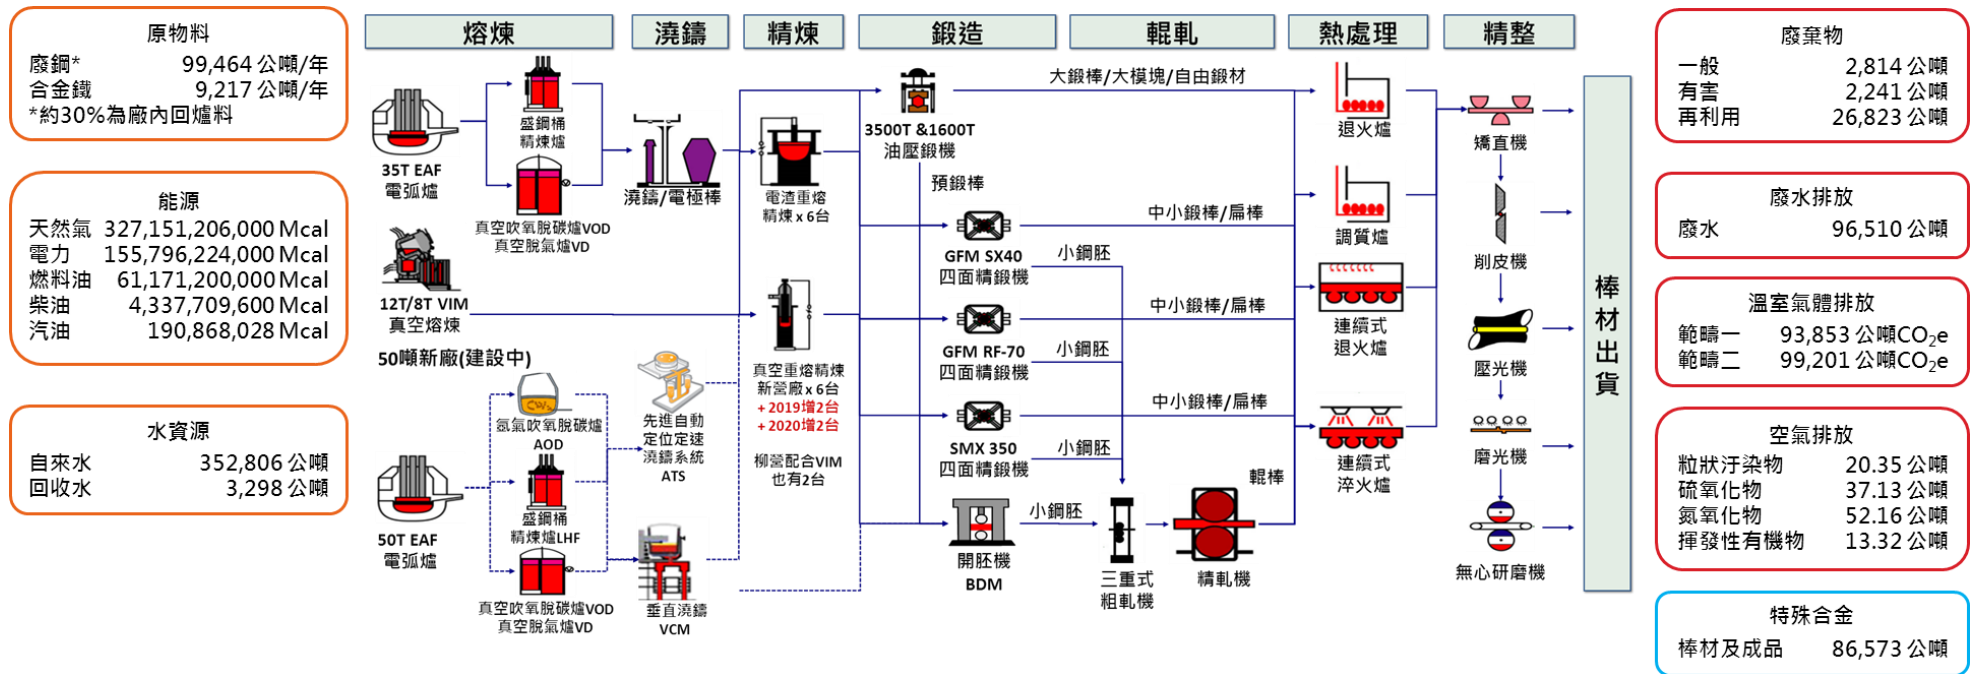 原物料
廢鋼* 99,464 公噸/年
合金鐵 9,217 公噸/年
*約30%為廠內回爐料
能源
天然氣 327,151,206,000 Mcal
電力 155,796,224,000 Mcal
燃料油 61,171,200,000 Mcal
柴油 4,337,709,600 Mcal
汽油 190,868,028 Mcal
水資源
自來水 352,806 公噸
回收水 3,298 公噸
熔煉
澆鑄
精煉
鍛造
輥軋
熱處理
精整
35T EAF
電弧爐
盛鋼桶
精煉爐
真空吹氧脫碳爐VOD
真空脫氣爐VD
12T/8T VIM
真空熔煉
50噸新廠(建設中)
50T EAF
電弧爐
氬氣吹氧脫碳爐
AOD
盛鋼桶
精煉爐LHF
真空吹氧脫碳爐VOD
真空脫氣爐VD
澆鑄/電極棒
先進自動
定位定速
澆鑄系統
ATS
垂直澆鑄
VCM
電渣重熔
精煉 x 6台
真空重熔精煉
新營廠 x 6台
+ 2019增2台
+ 2020增2台
柳營配合VIM
也有2台
3500T &1600T
油壓鍛機
預鍛棒
GFM SX40
四面精鍛機
GFM RF-70
四面精鍛機
SMX 350
四面精鍛機
開胚機
BDM
大鍛棒/大模塊/自由鍛材
中小鍛棒/扁棒
小鋼胚
中小鍛棒/扁棒
小鋼胚
中小鍛棒/扁棒
小鋼胚
小鋼胚
輥棒
三重式
粗軋機
精軋機
退火爐
調質爐
連續式
退火爐
連續式
淬火爐
矯直機
削皮機
壓光機
磨光機
無心研磨機
棒材出貨
廢棄物
一般 2,814 公噸
有害 2,241 公噸
再利用 26,823 公噸
廢水排放
廢水 96,510 公噸
溫室氣體排放
範疇一 93,853 公噸CO₂e
範疇二 99,201 公噸CO₂e
空氣排放
粒狀汙染物 20.35 公噸
硫氧化物 37.13 公噸
氮氧化物 52.16 公噸
揮發性有機物 13.32 公噸
特殊合金
棒材及成品 86,573 公噸